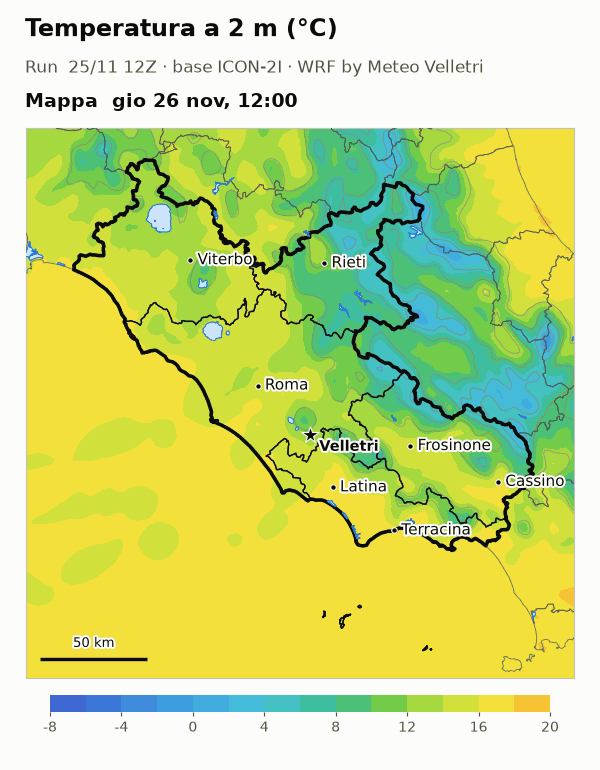 Temperatura a 2 m (°C)
Run  25/11 12Z · base ICON-2I · WRF by Meteo Velletri
Mappa  gio 26 nov, 12:00
Viterbo
Rieti
Roma
Velletri
Frosinone
Cassino
Latina
Terracina
50 km
-8 -4 0 4 8 12 16 20